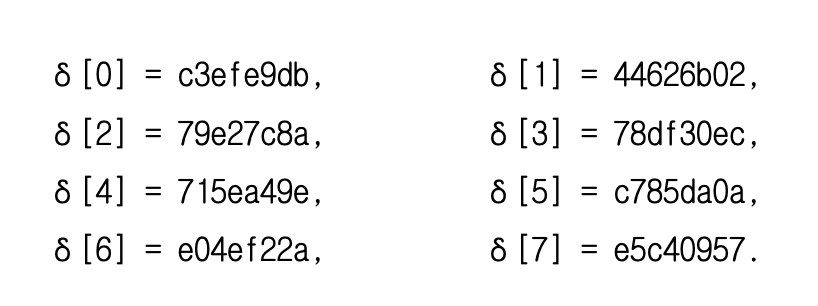 δ[0] = c3efe9db, δ[1] = 44626b02,
δ[2] = 79e27c8a, δ[3] = 78df30ec,
δ[4] = 715ea49e, δ[5] = c785da0a,
δ[6] = e04ef22a, δ[7] = e5c40957.